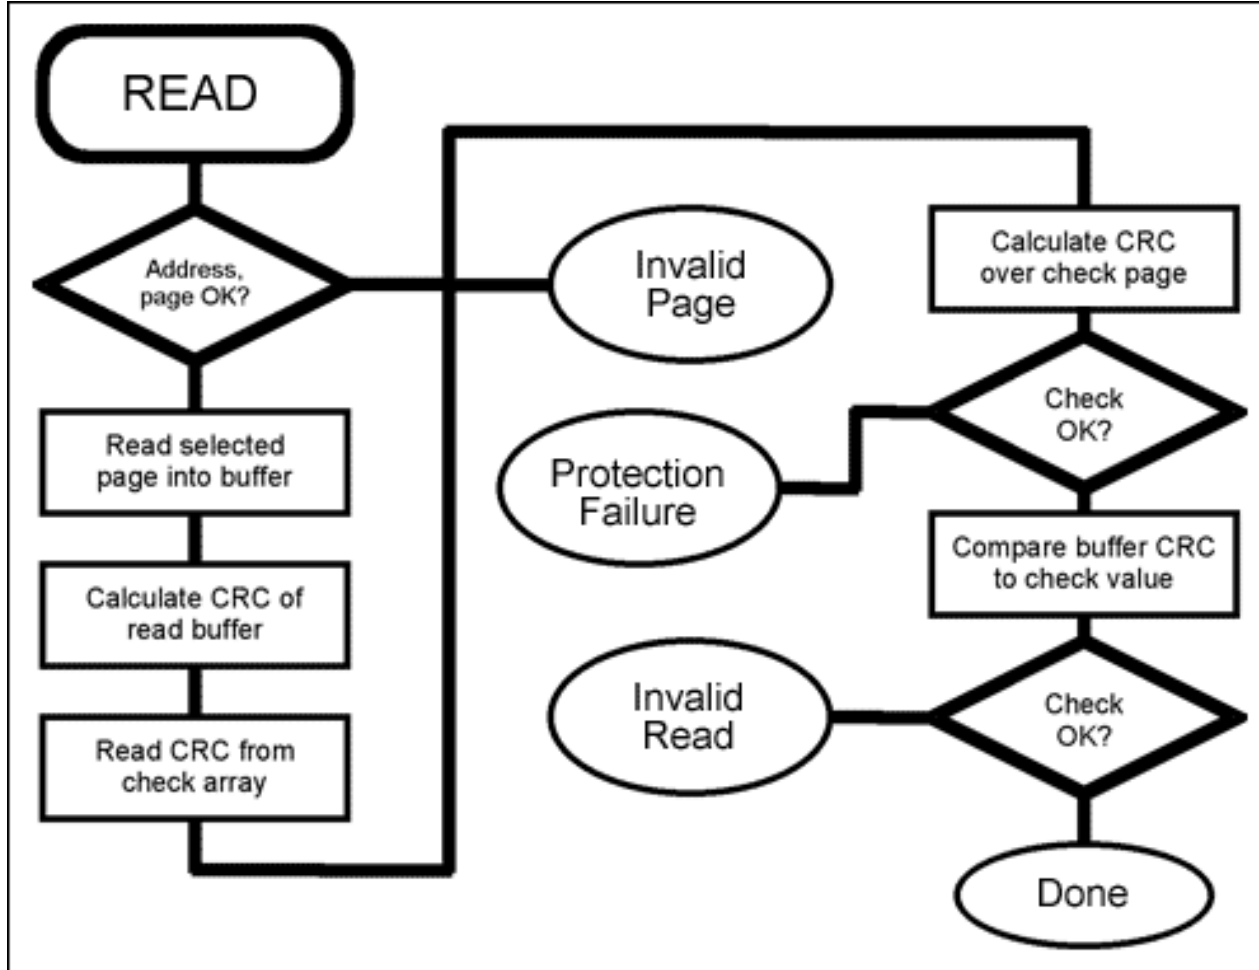 READ
Address,
page OK?
Invalid
Page
Read selected
page into buffer
Calculate CRC of
read buffer
Read CRC from
check array
Calculate CRC
over check page
Check
OK?
Protection
Failure
Compare buffer CRC
to check value
Check
OK?
Invalid
Read
Done